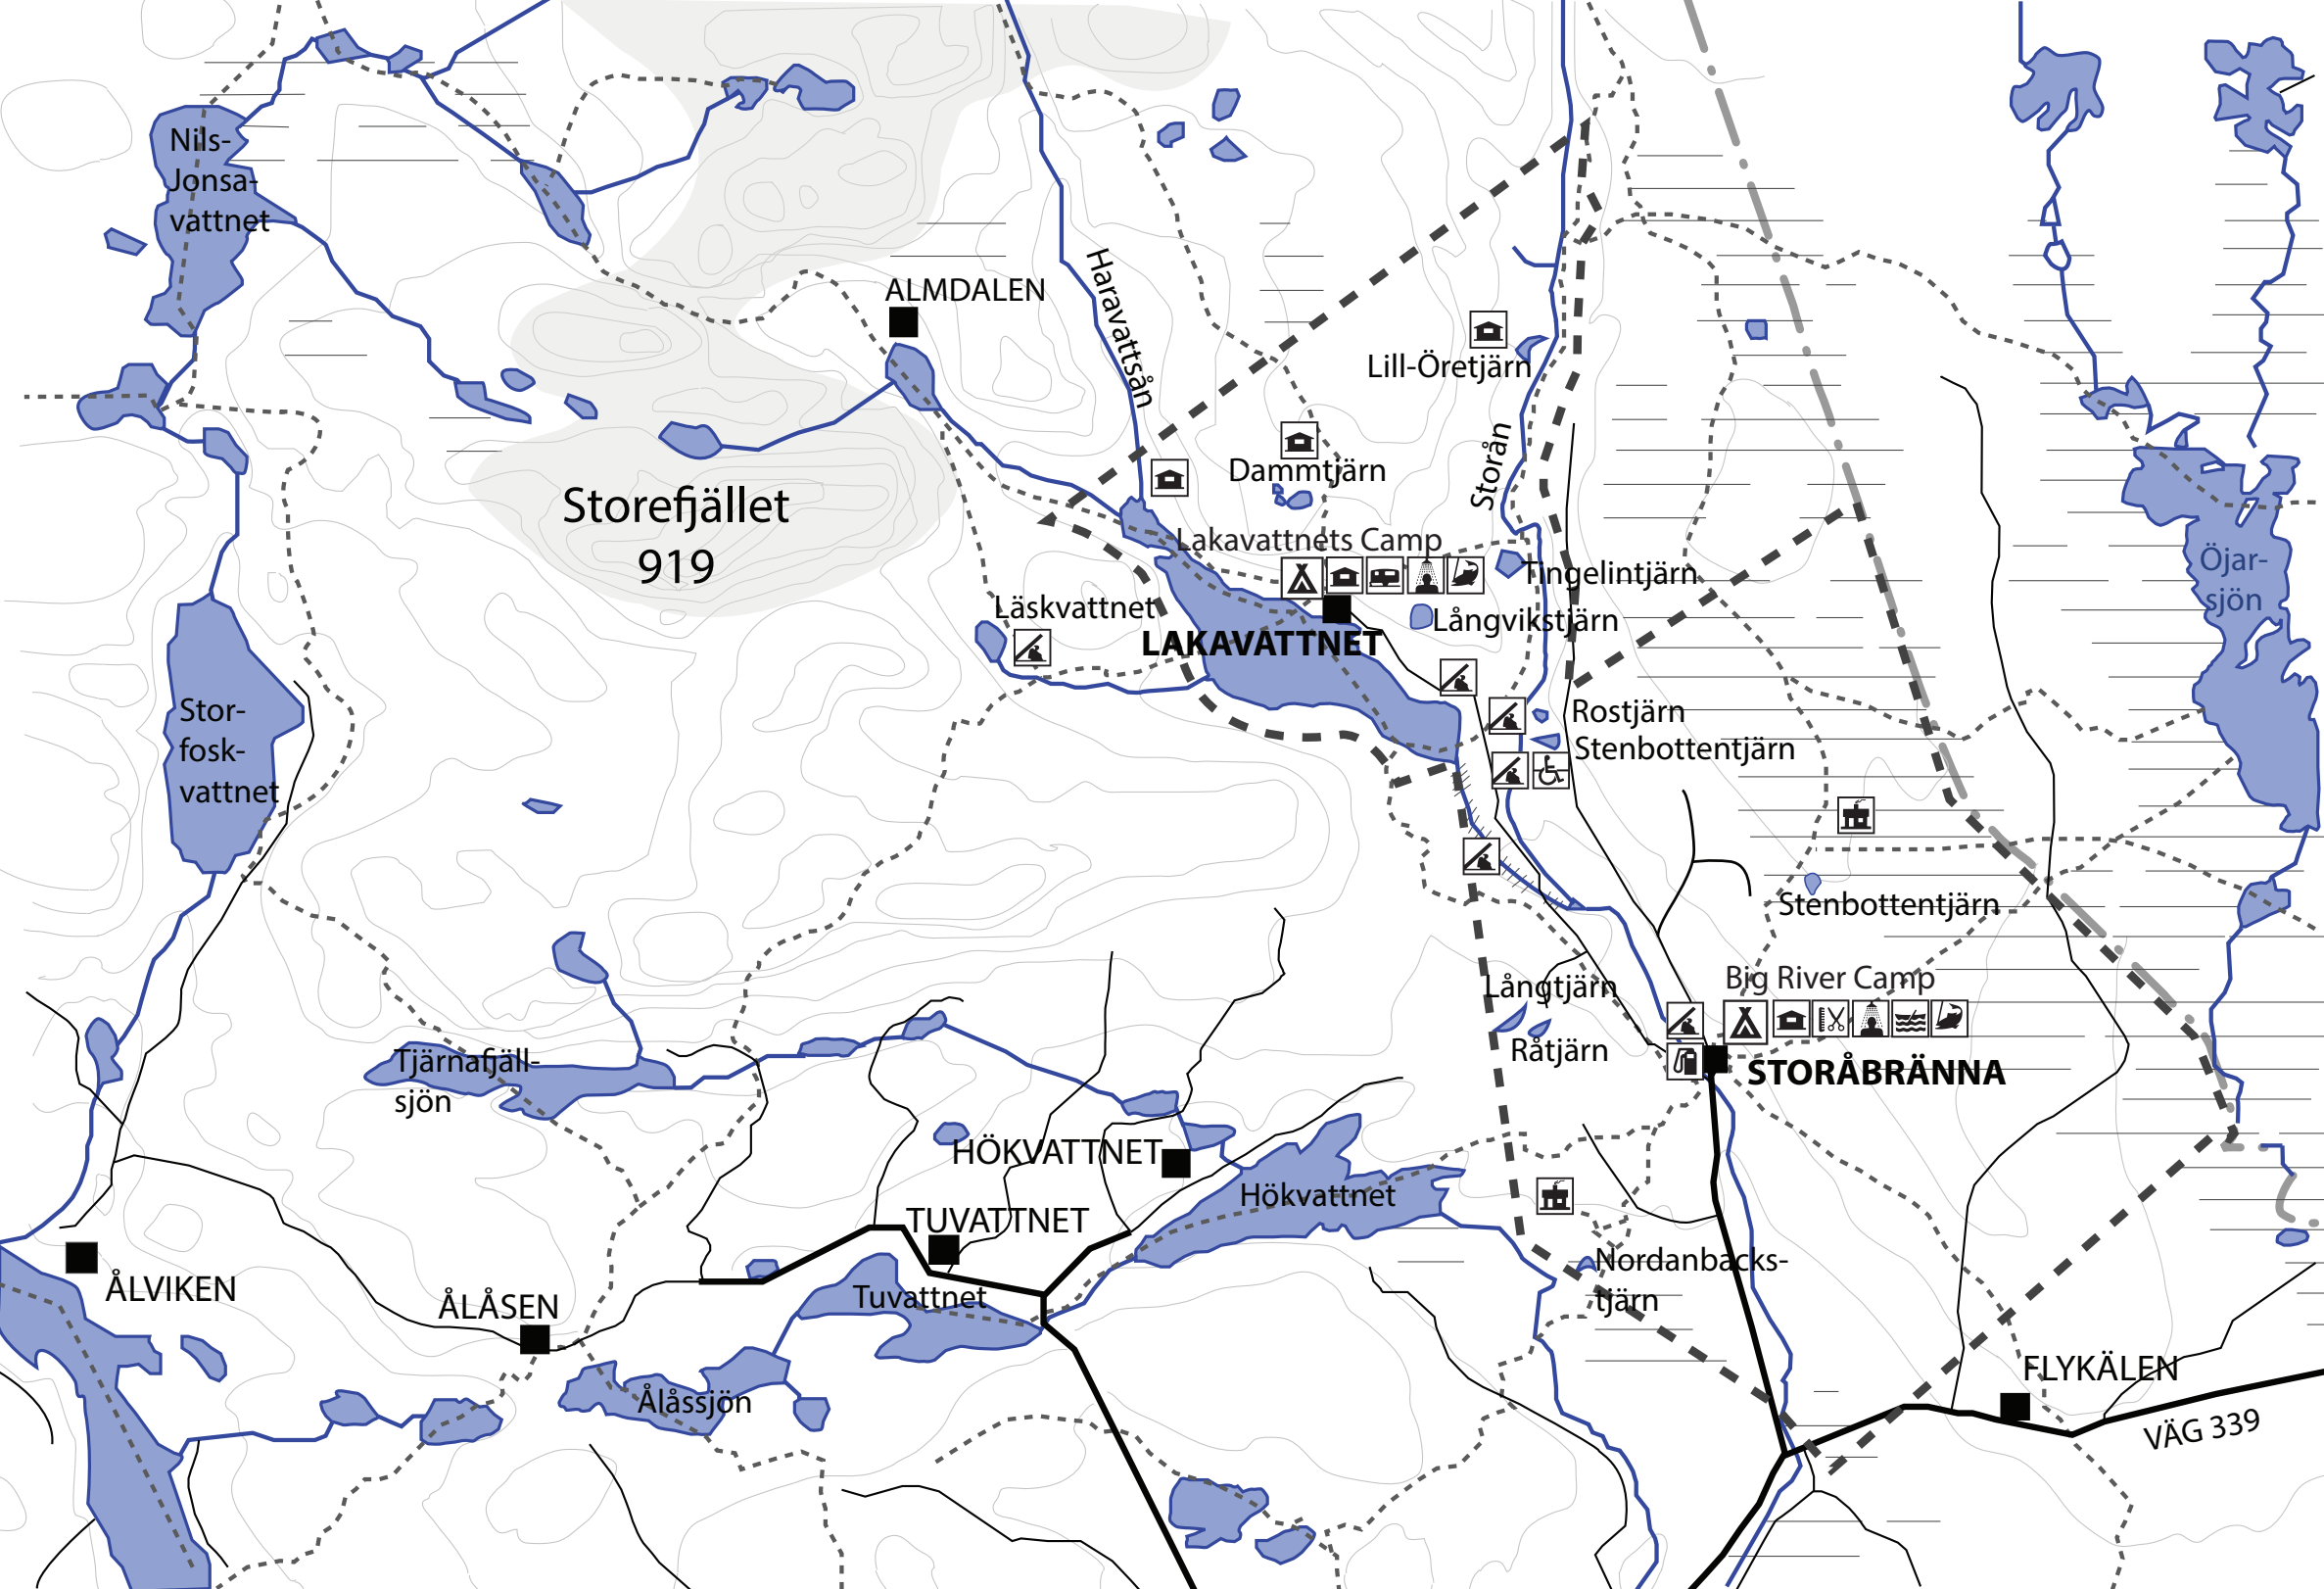 Nils-
Jonsa-
vattnet
ALMDALEN
Haravattsån
Lill-Öretjärn
Storån
Dammtjärn
Storefjället
919
Lakavattnets Camp
Tingelintjärn
Öjar-
sjön
Läskvattnet
Långvikstjärn
LAKAVATTNET
Stor-
fosk-
vattnet
Rostjärn
Stenbottentjärn
Stenbottentjärn
Långtjärn
Big River Camp
Råtjärn
STORÅBRÄNNA
Tjärnafjäll-
sjön
HÖKVATTNET
Hökvattnet
TUVATTNET
Nordanbäcks-
tjärn
ÅLVIKEN
ÅLÅSEN
Tuvattnet
FLYKÄLEN
Ålåssjön
VÄG 339